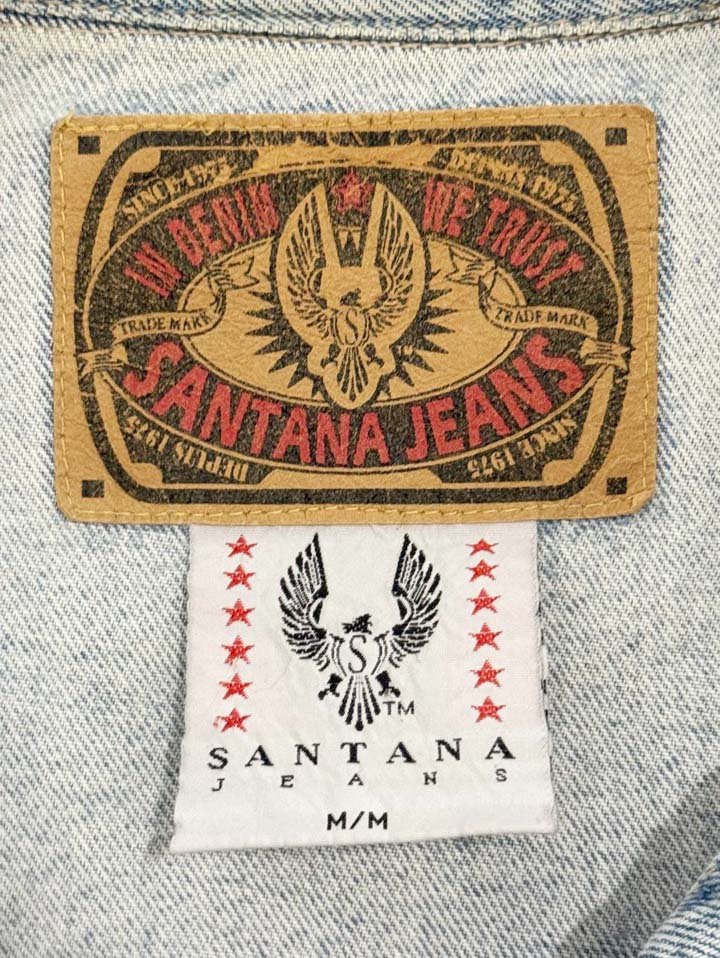 SINCE 1975
DEPUIS 1975
IN DENIM WE TRUST
TRADE MARK
TRADE MARK
S
SANTANA JEANS
DEPUIS 1975
SINCE 1975
S
TM
SANTANA
JEANS
M/M